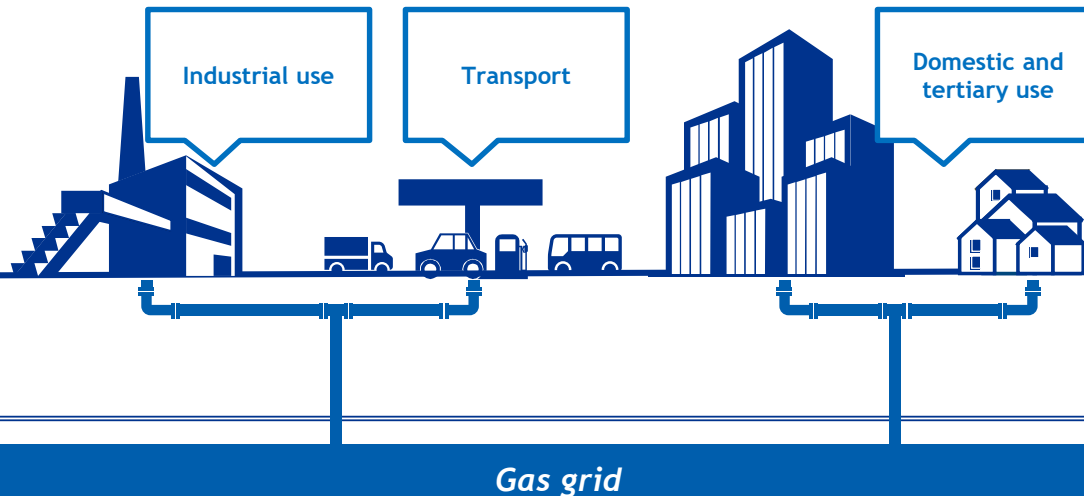 Industrial use
Transport
Domestic and
tertiary use
Gas grid